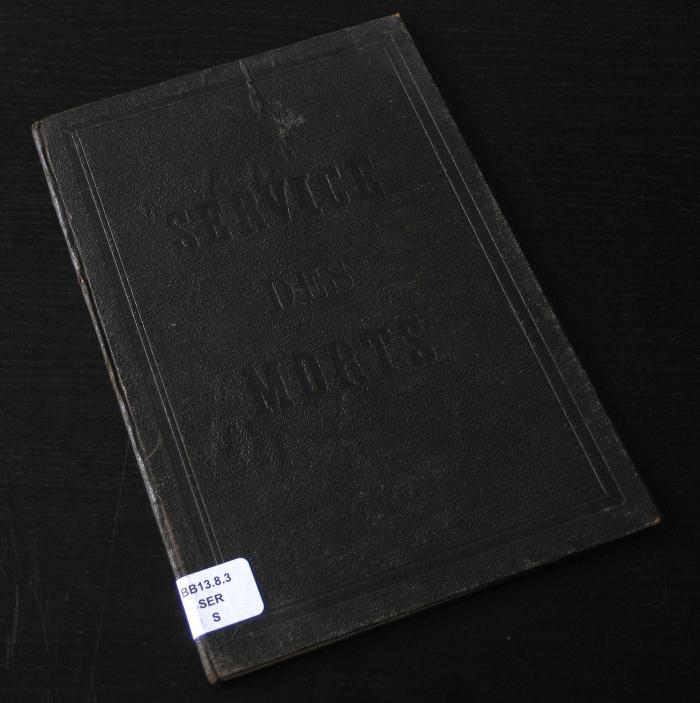 SERVICE
DES
MORTS
BB13.8.3
.SER
S